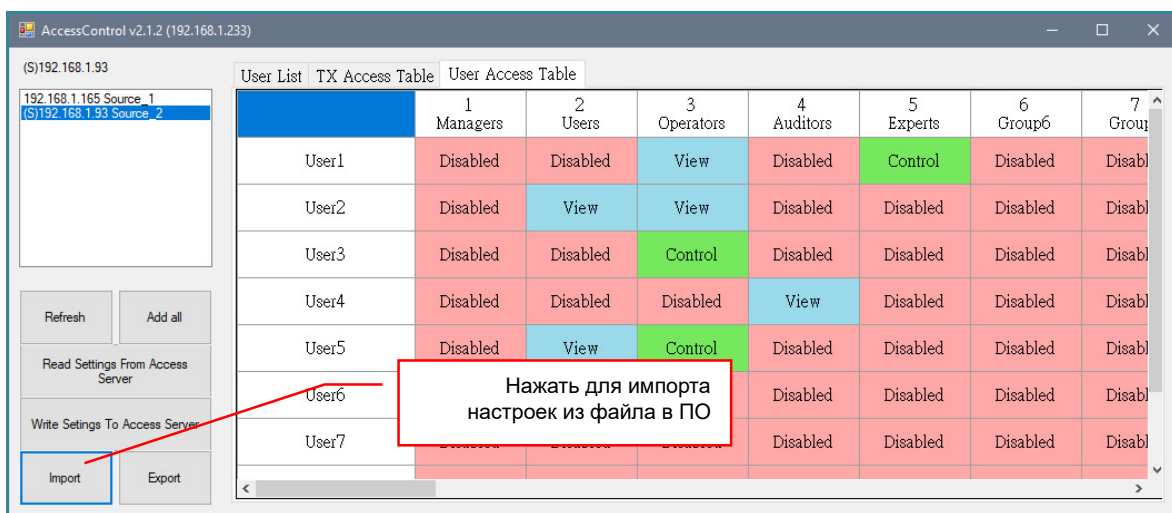 AccessControl v2.1.2 (192.168.1.233)
(S)192.168.1.93
192.168.1.165 Source_1
(S)192.168.1.93 Source_2
Refresh Add all
Read Settings From Access
Server
Write Setings To Access Server
Import Export
User List TX Access Table User Access Table
1 2 3 4 5 6 7
Managers Users Operators Auditors Experts Group6
User1 Disabled Disabled View Disabled Control Disabled
User2 Disabled View View Disabled Disabled Disabled
User3 Disabled Disabled Control Disabled Disabled Disabled
User4 Disabled Disabled Disabled View Disabled Disabled
User5 Disabled View Control Disabled Disabled Disabled
User6 Disabled Disabled Disabled
User7 Disabled Disabled Disabled
Нажать для импорта
настроек из файла в ПО